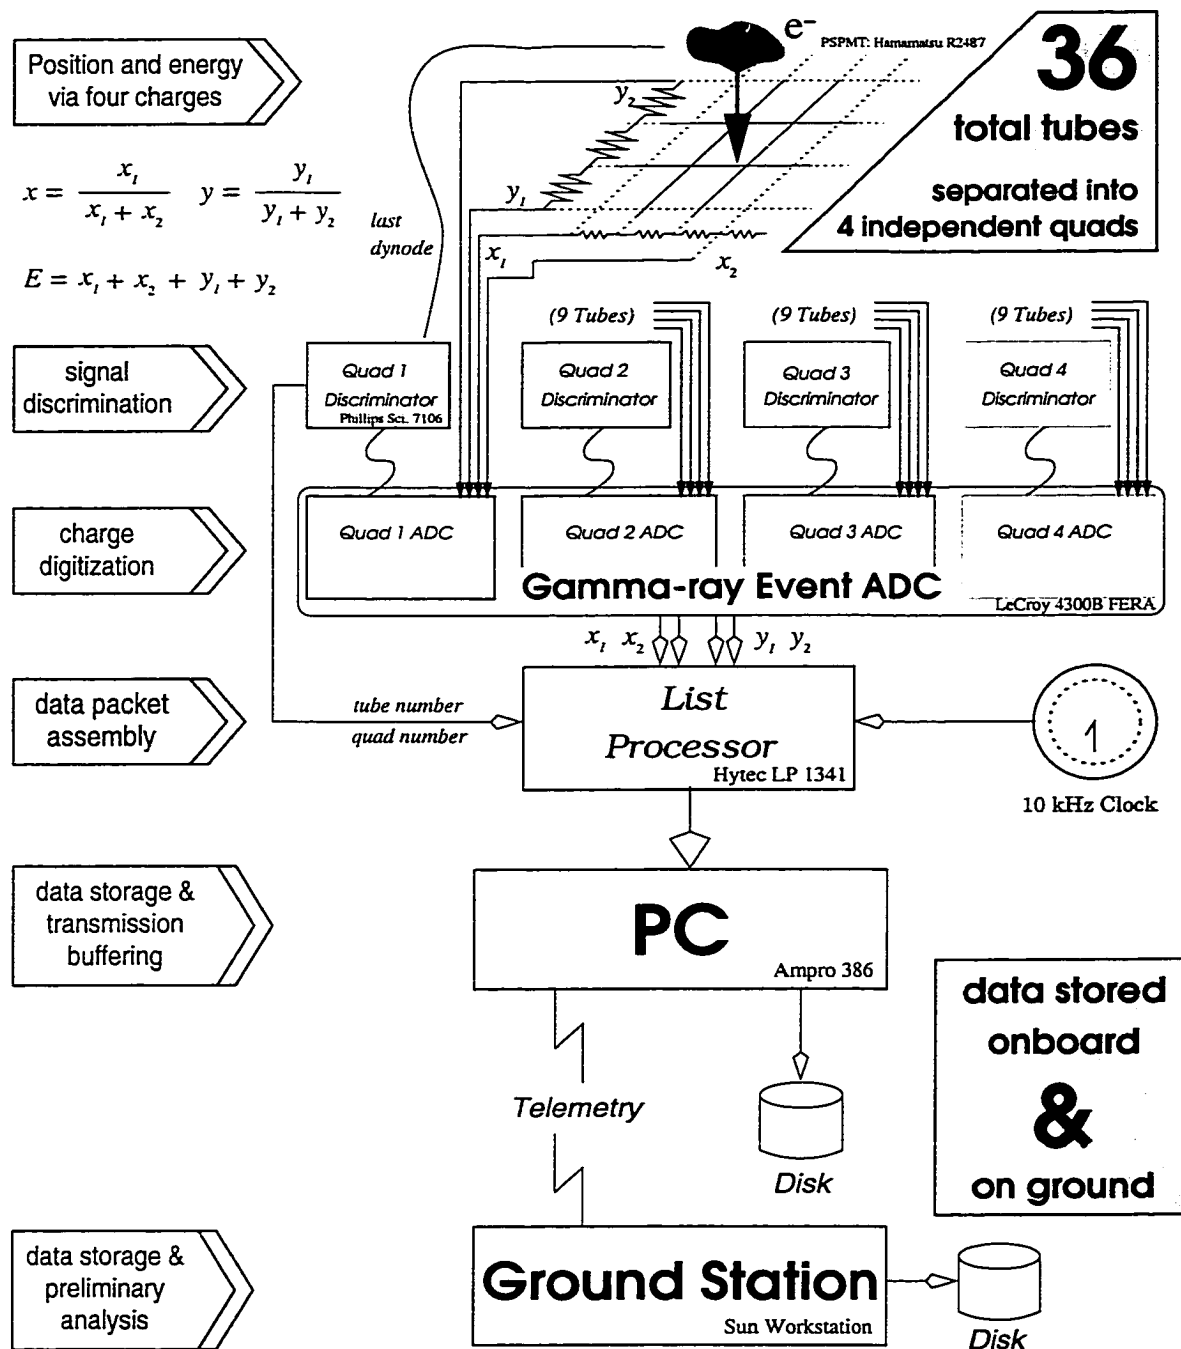 e⁻
PSPMT: Hamamatsu R2487
36
total tubes
separated into
4 independent quads
Position and energy
via four charges
x = x₁ / (x₁ + x₂)   y = y₁ / (y₁ + y₂)
E = x₁ + x₂ + y₁ + y₂
last
dynode
y₂
y₁
x₁
x₂
(9 Tubes)
(9 Tubes)
(9 Tubes)
signal
discrimination
Quad 1
Discriminator
Phillips Sci. 7106
Quad 2
Discriminator
Quad 3
Discriminator
Quad 4
Discriminator
charge
digitization
Quad 1 ADC
Quad 2 ADC
Quad 3 ADC
Quad 4 ADC
Gamma-ray Event ADC
LeCroy 4300B FERA
x₁ x₂ y₁ y₂
data packet
assembly
tube number
quad number
List
Processor
Hytec LP 1341
1
10 kHz Clock
data storage &
transmission
buffering
PC
Ampro 386
data stored
onboard
&
on ground
Telemetry
Disk
data storage &
preliminary
analysis
Ground Station
Sun Workstation
Disk